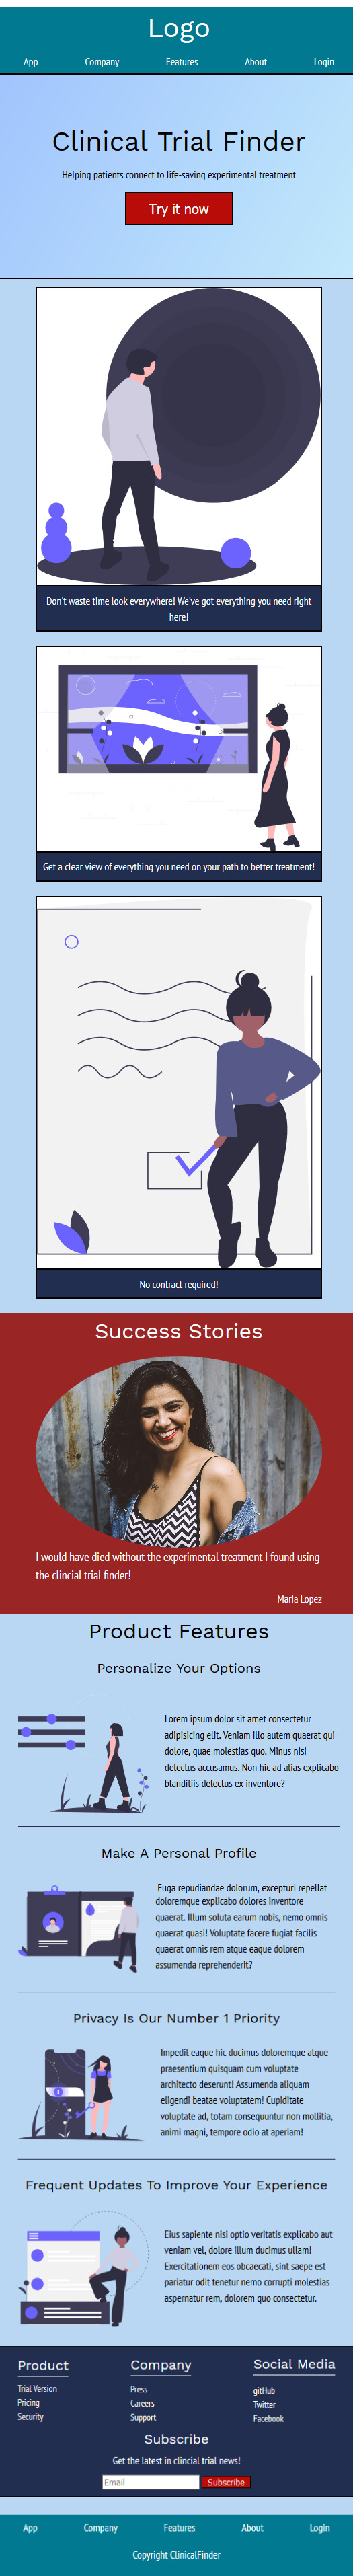 Logo
App Company Features About Login
Clinical Trial Finder
Helping patients connect to life-saving experimental treatment
Try it now
Don't waste time look everywhere! We've got everything you need right
here!
Get a clear view of everything you need on your path to better treatment!
No contract required!
Success Stories
I would have died without the experimental treatment I found using
the clincial trial finder!
Maria Lopez
Product Features
Personalize Your Options
Lorem ipsum dolor sit amet consectetur
adipisicing elit. Veniam illo autem quaerat qui
dolore, quae molestias quo. Minus nisi
delectus accusamus. Non hic ad alias explicabo
blanditiis delectus ex inventore?
Make A Personal Profile
Fuga repudiandae dolorum, excepturi repellat
doloremque explicabo dolores inventore
quaerat. Illum soluta earum nobis, nemo omnis
quaerat quasi! Voluptate facere fugiat facilis
quaerat omnis rem atque eaque dolorem
assumenda reprehenderit?
Privacy Is Our Number 1 Priority
Impedit eaque hic ducimus doloremque atque
praesentium quisquam cum voluptate
architecto deserunt! Assumenda aliquam
eligendi beatae voluptatem! Cupiditate
voluptate ad, totam consequuntur non mollitia,
animi magni, tempore odio at aperiam!
Frequent Updates To Improve Your Experience
Eius sapiente nisi optio veritatis explicabo aut
veniam vel, dolore illum ducimus ullam!
Exercitationem eos obcaecati, sint saepe est
pariatur odit tenetur nemo corrupti molestias
aspernatur rem, dolorem quo consectetur.
Product
Trial Version
Pricing
Security
Company
Press
Careers
Support
Social Media
gitHub
Twitter
Facebook
Subscribe
Get the latest in clincial trial news!
Email Subscribe
App Company Features About Login
Copyright ClinicalFinder